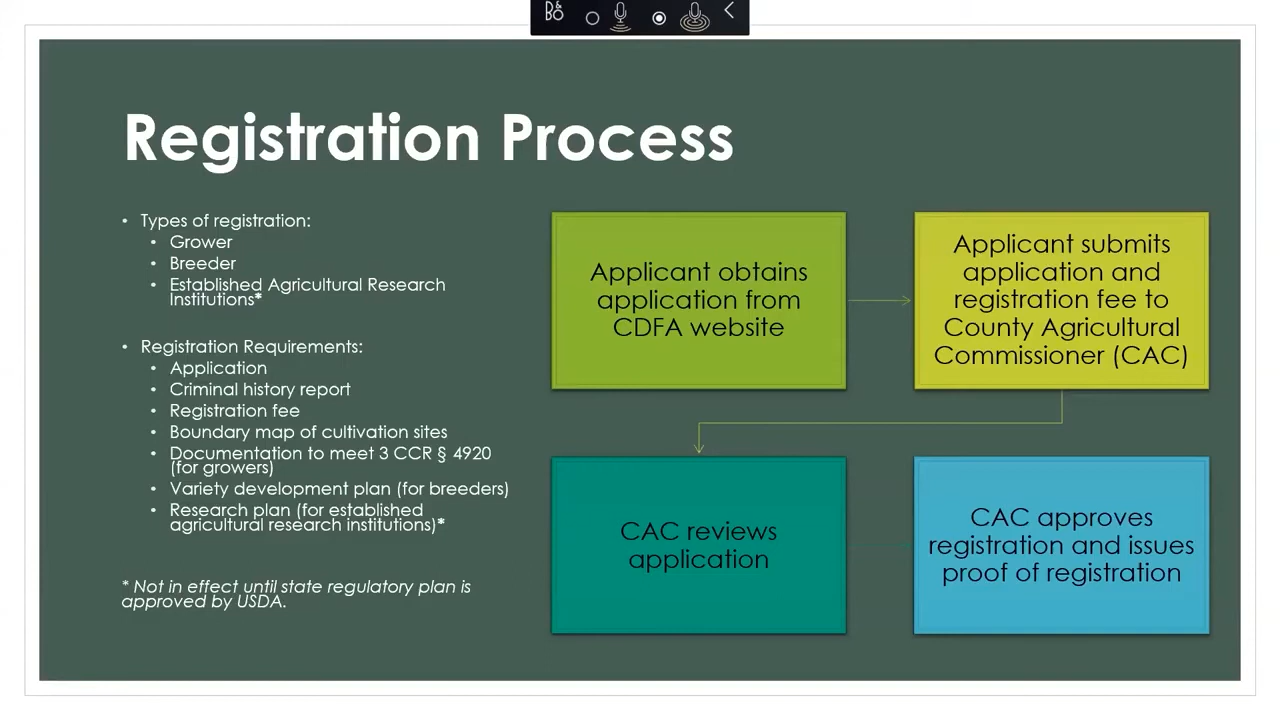 B&O
Registration Process
• Types of registration:
• Grower
• Breeder
• Established Agricultural Research
Institutions*
• Registration Requirements:
• Application
• Criminal history report
• Registration fee
• Boundary map of cultivation sites
• Documentation to meet 3 CCR § 4920
(for growers)
• Variety development plan (for breeders)
• Research plan (for established
agricultural research institutions)*
* Not in effect until state regulatory plan is
approved by USDA.
Applicant obtains
application from
CDFA website
Applicant submits
application and
registration fee to
County Agricultural
Commissioner (CAC)
CAC reviews
application
CAC approves
registration and issues
proof of registration